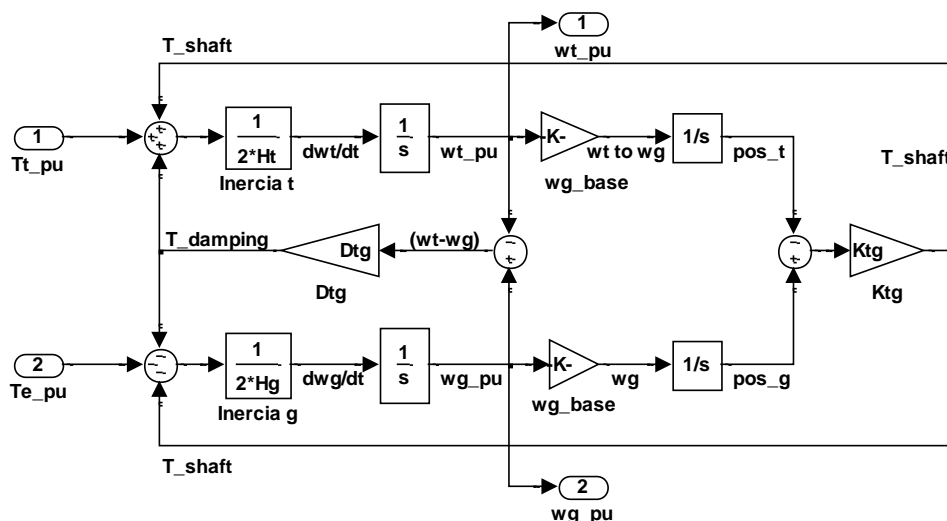 1
wt_pu
T_shaft
1
Tt_pu
+
+
+
1
2*Ht
Inercia t
dwt/dt
1
s
wt_pu
-K-
wg_base
wt to wg
1/s
pos_t
T_shaft
T_damping
Dtg
Dtg
(wt-wg)
−
+
−
+
Ktg
Ktg
2
Te_pu
−
−
−
1
2*Hg
Inercia g
dwg/dt
1
s
wg_pu
-K-
wg_base
wg
1/s
pos_g
T_shaft
2
wg_pu